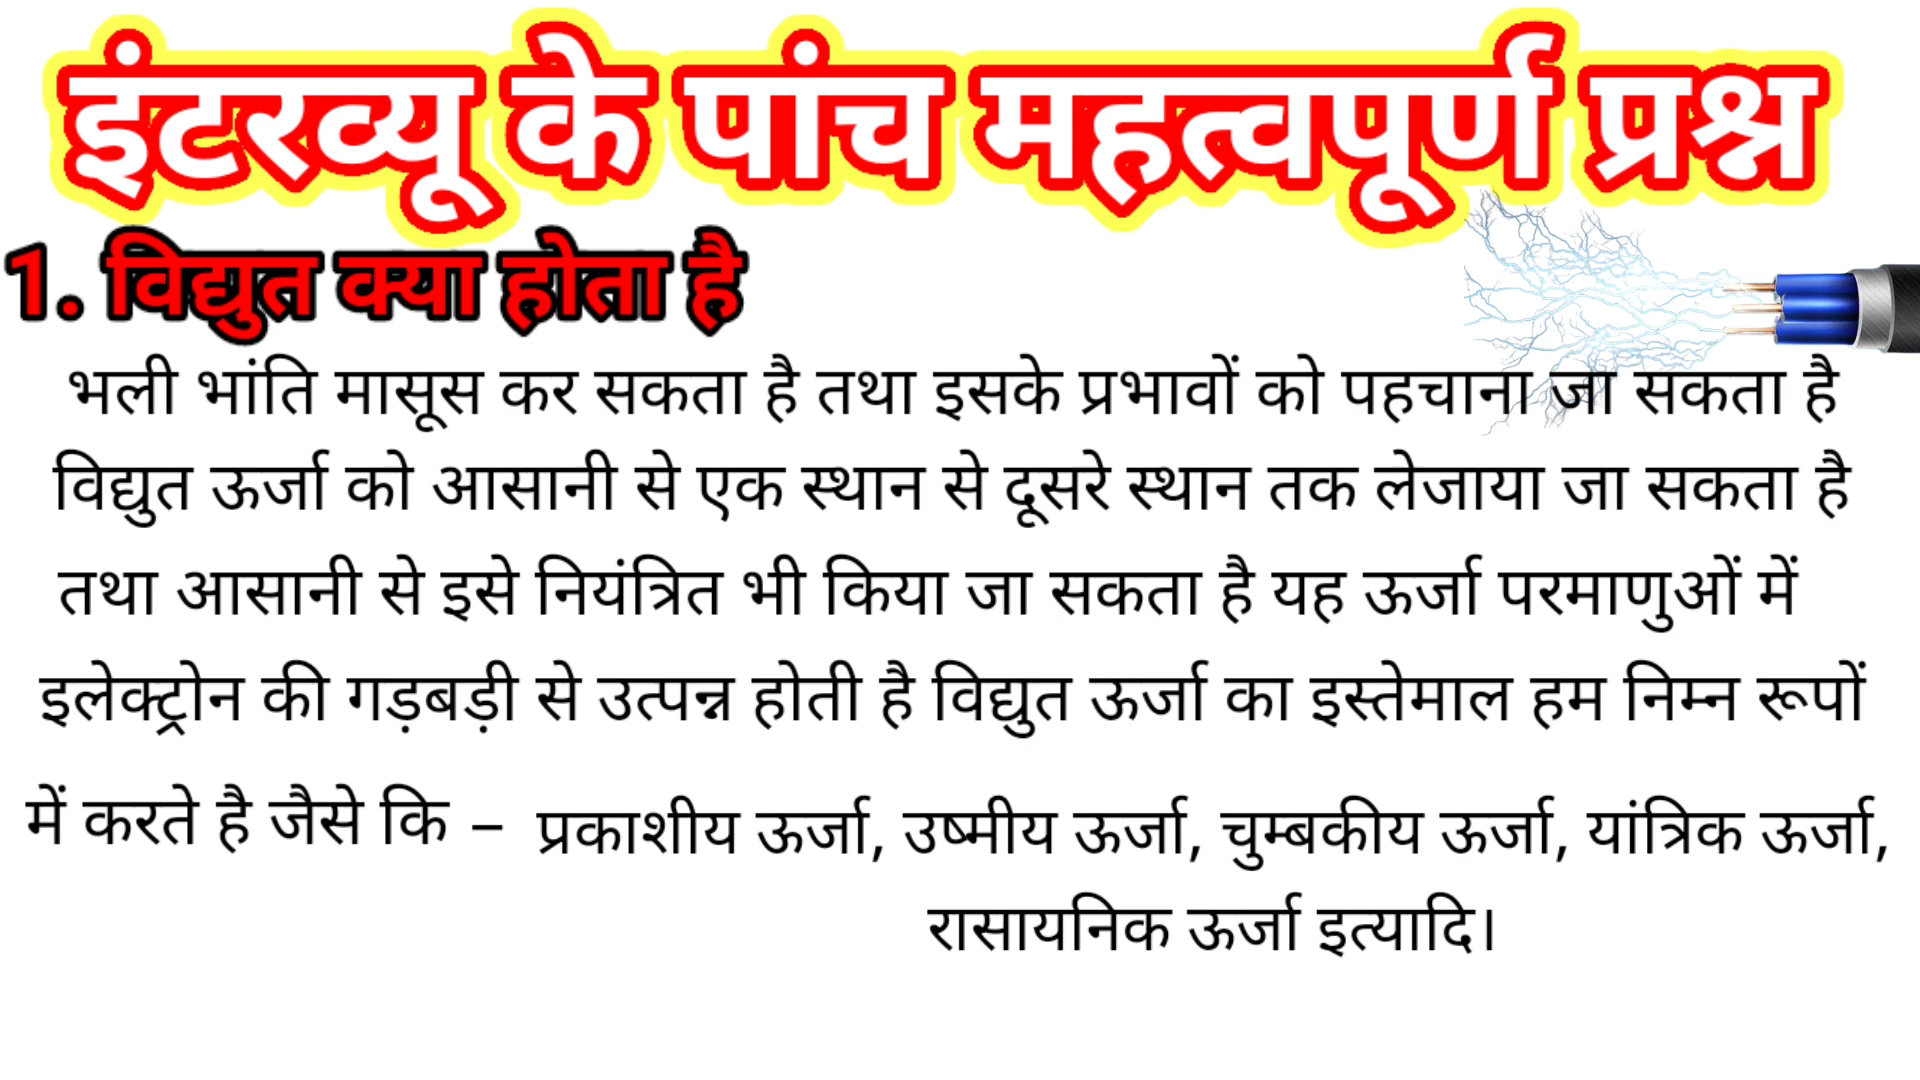 इंटरव्यू के पांच महत्वपूर्ण प्रश्न
1. विद्युत क्या होता है
भली भांति मासूस कर सकता है तथा इसके प्रभावों को पहचाना जा सकता है
विद्युत ऊर्जा को आसानी से एक स्थान से दूसरे स्थान तक लेजाया जा सकता है
तथा आसानी से इसे नियंत्रित भी किया जा सकता है यह ऊर्जा परमाणुओं में
इलेक्ट्रोन की गड़बड़ी से उत्पन्न होती है विद्युत ऊर्जा का इस्तेमाल हम निम्न रूपों
में करते है जैसे कि – प्रकाशीय ऊर्जा, उष्मीय ऊर्जा, चुम्बकीय ऊर्जा, यांत्रिक ऊर्जा,
रासायनिक ऊर्जा इत्यादि।